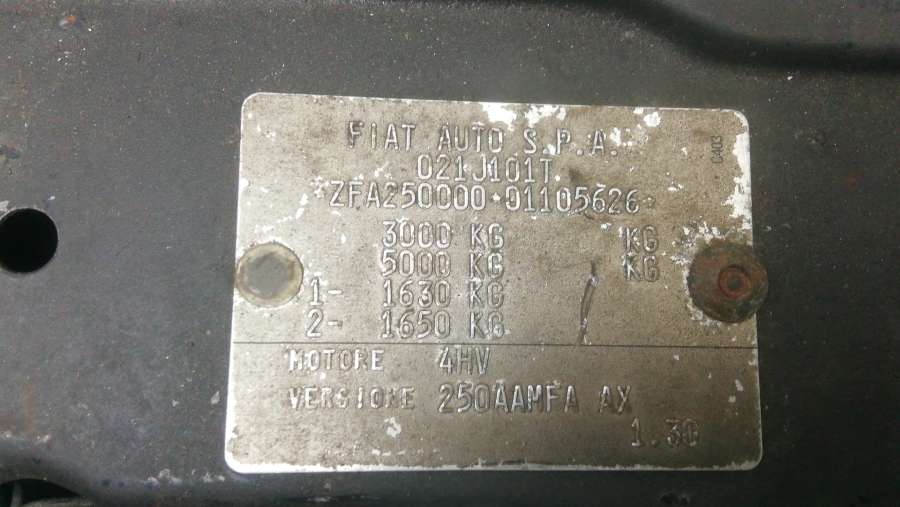 FIAT AUTO S.P.A.
0403
021J101T
*ZFA250000*01105626*
3000 KG KG
5000 KG KG
1- 1630 KG /
2- 1650 KG /
MOTORE 4HV
VERSIONE 250AAMFA AX
1.30